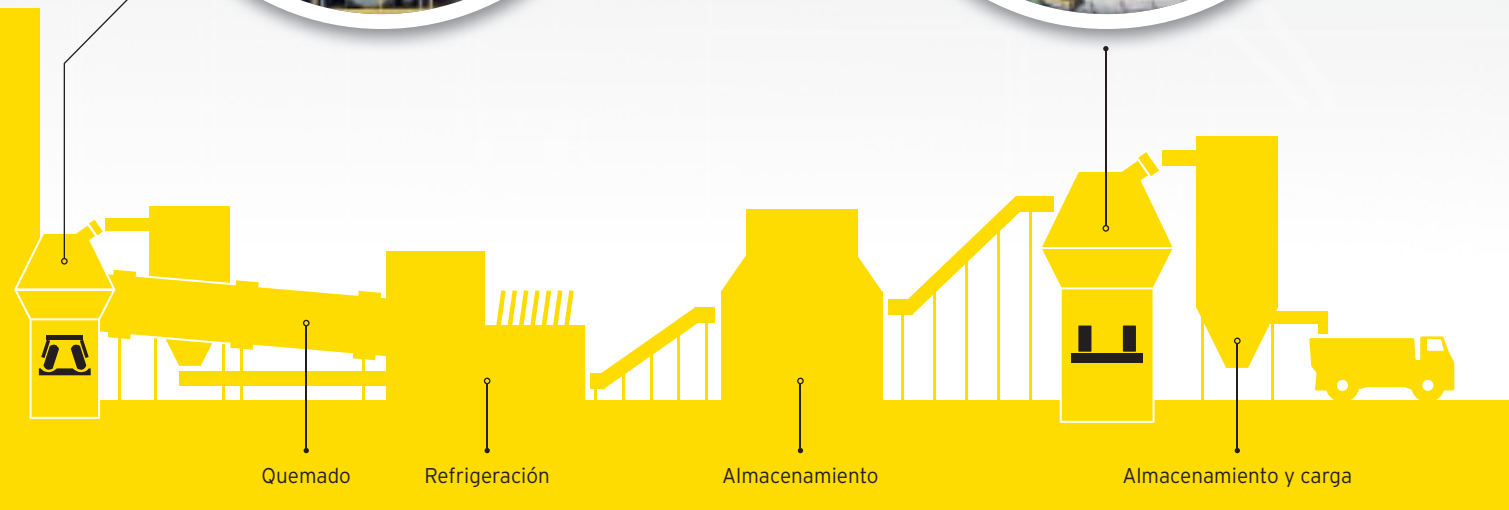 Quemado
Refrigeración
Almacenamiento
Almacenamiento y carga